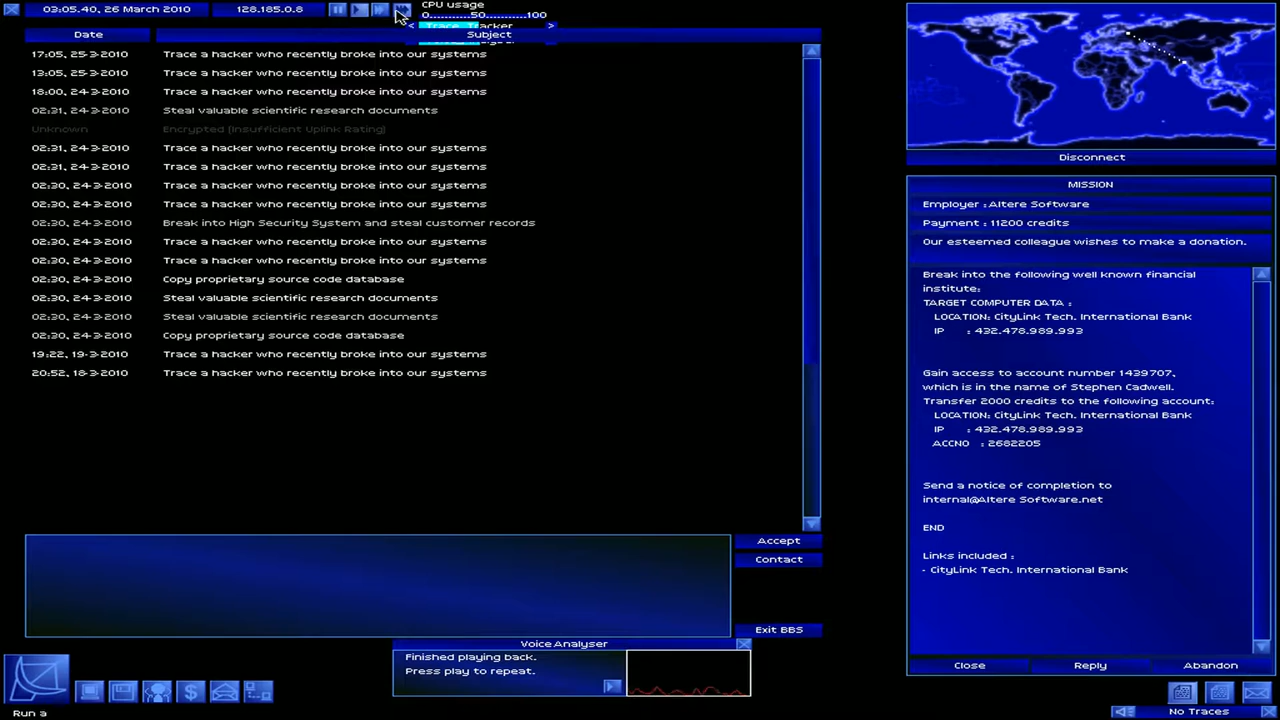 03:05.40, 26 March 2010
128.185.0.8
CPU usage
0...........50...........100
< Trace_Tracker >
Date
Subject
17:05, 25-3-2010 Trace a hacker who recently broke into our systems
13:05, 25-3-2010 Trace a hacker who recently broke into our systems
18:00, 24-3-2010 Trace a hacker who recently broke into our systems
02:31, 24-3-2010 Steal valuable scientific research documents
Unknown Encrypted (Insufficient Uplink Rating)
02:31, 24-3-2010 Trace a hacker who recently broke into our systems
02:31, 24-3-2010 Trace a hacker who recently broke into our systems
02:30, 24-3-2010 Trace a hacker who recently broke into our systems
02:30, 24-3-2010 Trace a hacker who recently broke into our systems
02:30, 24-3-2010 Break into High Security System and steal customer records
02:30, 24-3-2010 Trace a hacker who recently broke into our systems
02:30, 24-3-2010 Trace a hacker who recently broke into our systems
02:30, 24-3-2010 Copy proprietary source code database
02:30, 24-3-2010 Steal valuable scientific research documents
02:30, 24-3-2010 Steal valuable scientific research documents
02:30, 24-3-2010 Copy proprietary source code database
19:22, 19-3-2010 Trace a hacker who recently broke into our systems
20:52, 18-3-2010 Trace a hacker who recently broke into our systems
Accept
Contact
Exit BBS
Voice Analyser
Finished playing back.
Press play to repeat.
Run a
Disconnect
MISSION
Employer : Altere Software
Payment : 11200 credits
Our esteemed colleague wishes to make a donation.
Break into the following well known financial
institute:
TARGET COMPUTER DATA :
LOCATION: CityLink Tech. International Bank
IP : 432.478.989.993
Gain access to account number 1439707,
which is in the name of Stephen Cadwell.
Transfer 2000 credits to the following account:
LOCATION: CityLink Tech. International Bank
IP : 432.478.989.993
ACCNO : 2682205
Send a notice of completion to
internal@Altere Software.net
END
Links included :
- CityLink Tech. International Bank
Close
Reply
Abandon
No Traces